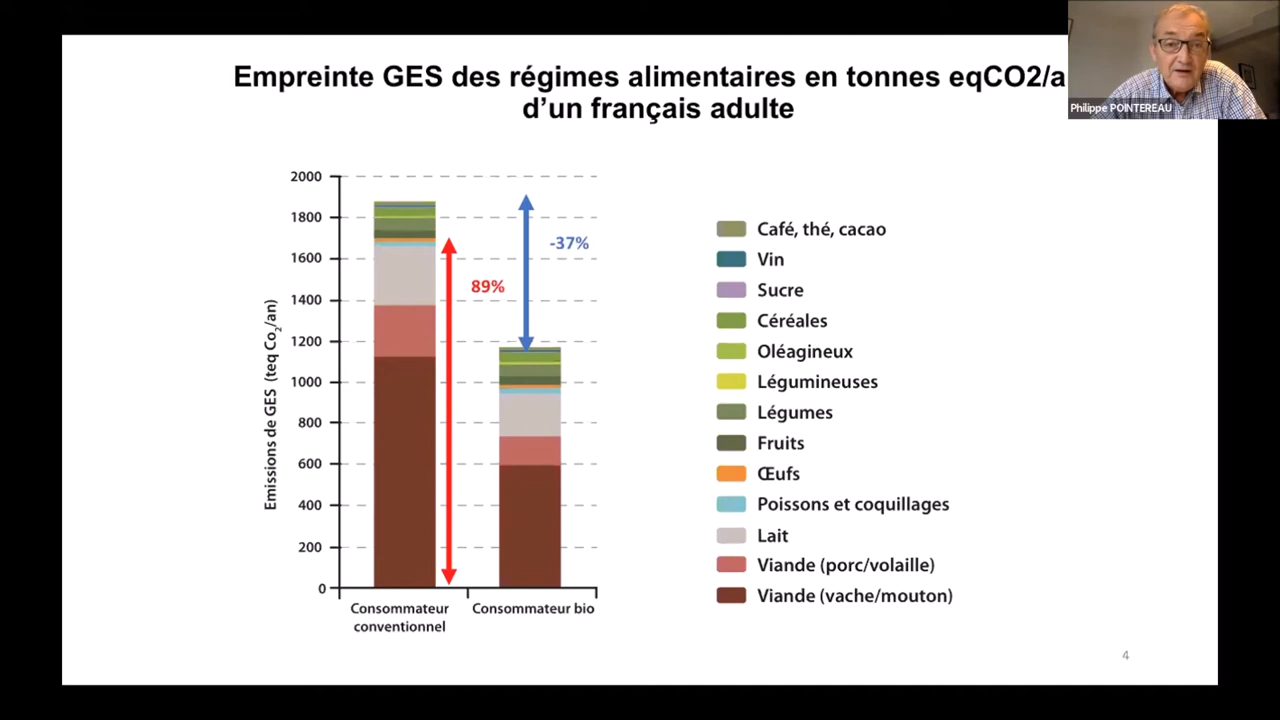 Empreinte GES des régimes alimentaires en tonnes eqCO2/a
d’un français adulte
Philippe POINTEREAU
Emissions de GES (teq Co2/an)
2000
1800
1600
1400
1200
1000
800
600
400
200
0
-37%
89%
Consommateur
conventionnel
Consommateur bio
Café, thé, cacao
Vin
Sucre
Céréales
Oléagineux
Légumineuses
Légumes
Fruits
Œufs
Poissons et coquillages
Lait
Viande (porc/volaille)
Viande (vache/mouton)
4